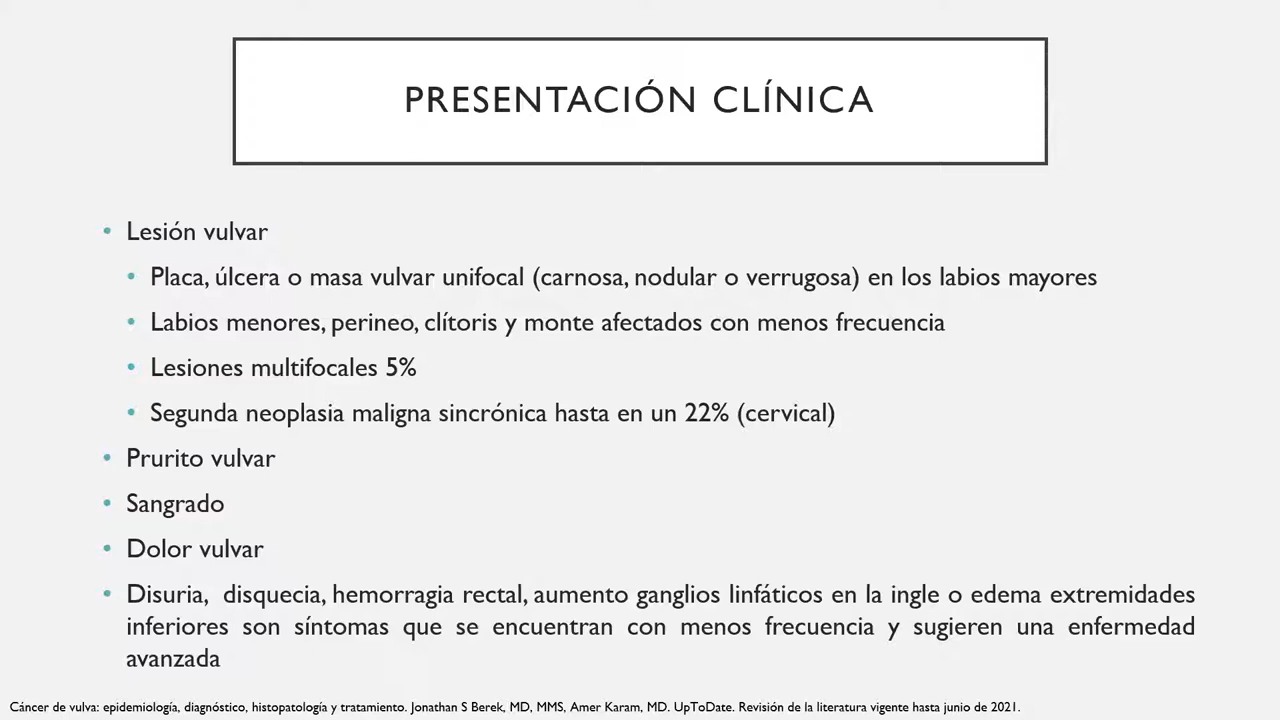 PRESENTACIÓN CLÍNICA
• Lesión vulvar
• Placa, úlcera o masa vulvar unifocal (carnosa, nodular o verrugosa) en los labios mayores
• Labios menores, perineo, clítoris y monte afectados con menos frecuencia
• Lesiones multifocales 5%
• Segunda neoplasia maligna sincrónica hasta en un 22% (cervical)
• Prurito vulvar
• Sangrado
• Dolor vulvar
• Disuria, disquecia, hemorragia rectal, aumento ganglios linfáticos en la ingle o edema extremidades
inferiores son síntomas que se encuentran con menos frecuencia y sugieren una enfermedad
avanzada
Cáncer de vulva: epidemiología, diagnóstico, histopatología y tratamiento. Jonathan S Berek, MD, MMS, Amer Karam, MD. UpToDate. Revisión de la literatura vigente hasta junio de 2021.